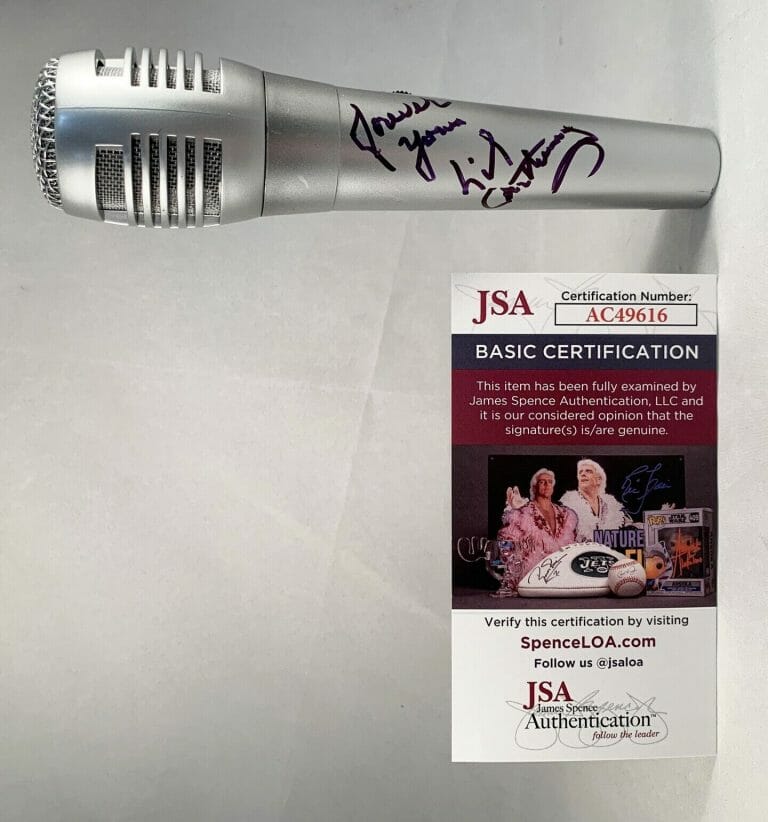 Forever
Yours
JSA
Certification Number:
AC49616
BASIC CERTIFICATION
This item has been fully examined by
James Spence Authentication, LLC and
it is our considered opinion that the
signature(s) is/are genuine.
NATURE
JETS
Verify this certification by visiting
SpenceLOA.com
Follow us @jsaloa
JSA
James Spence
Authentication™
follow the leader